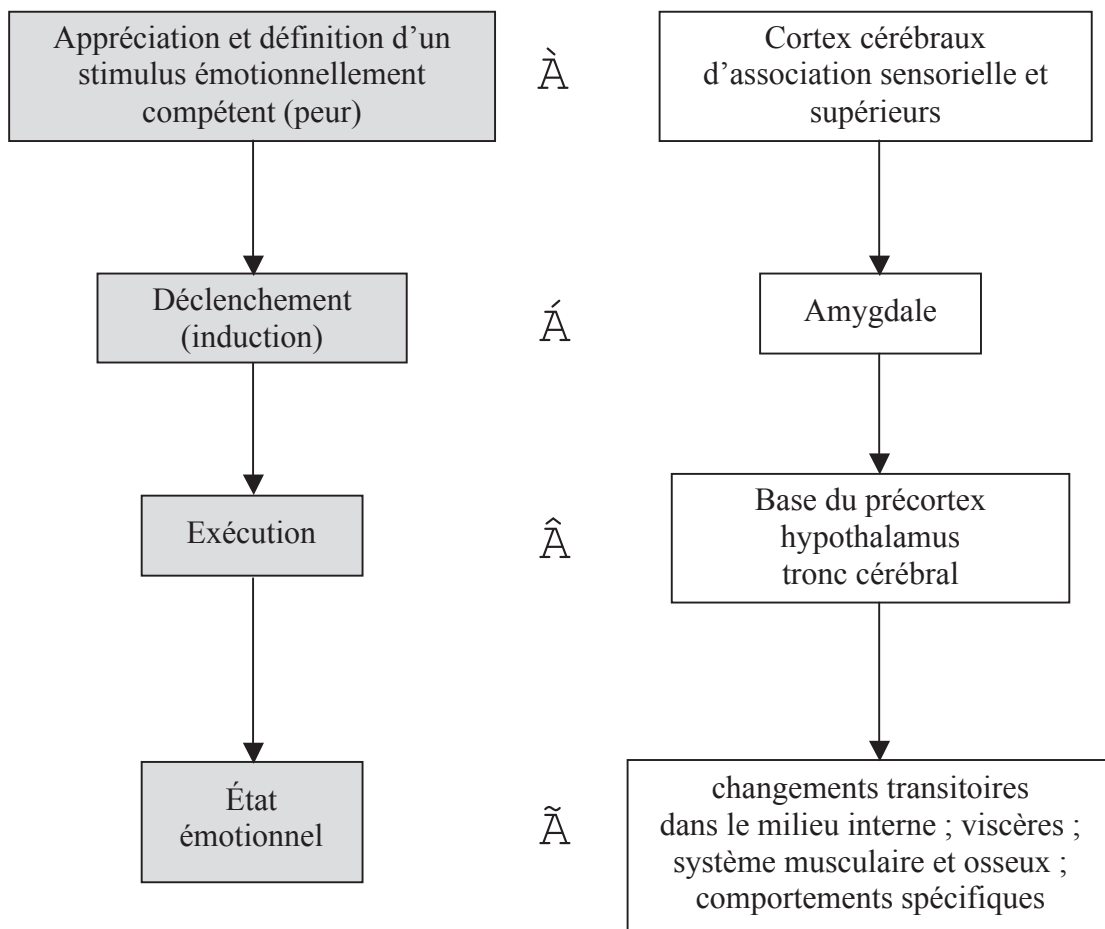 Appréciation et définition d’un
stimulus émotionnellement
compétent (peur)
À
Cortex cérébraux
d’association sensorielle et
supérieurs
Déclenchement
(induction)
Á
Amygdale
Exécution
Â
Base du précortex
hypothalamus
tronc cérébral
État
émotionnel
Ã
changements transitoires
dans le milieu interne ; viscères ;
système musculaire et osseux ;
comportements spécifiques